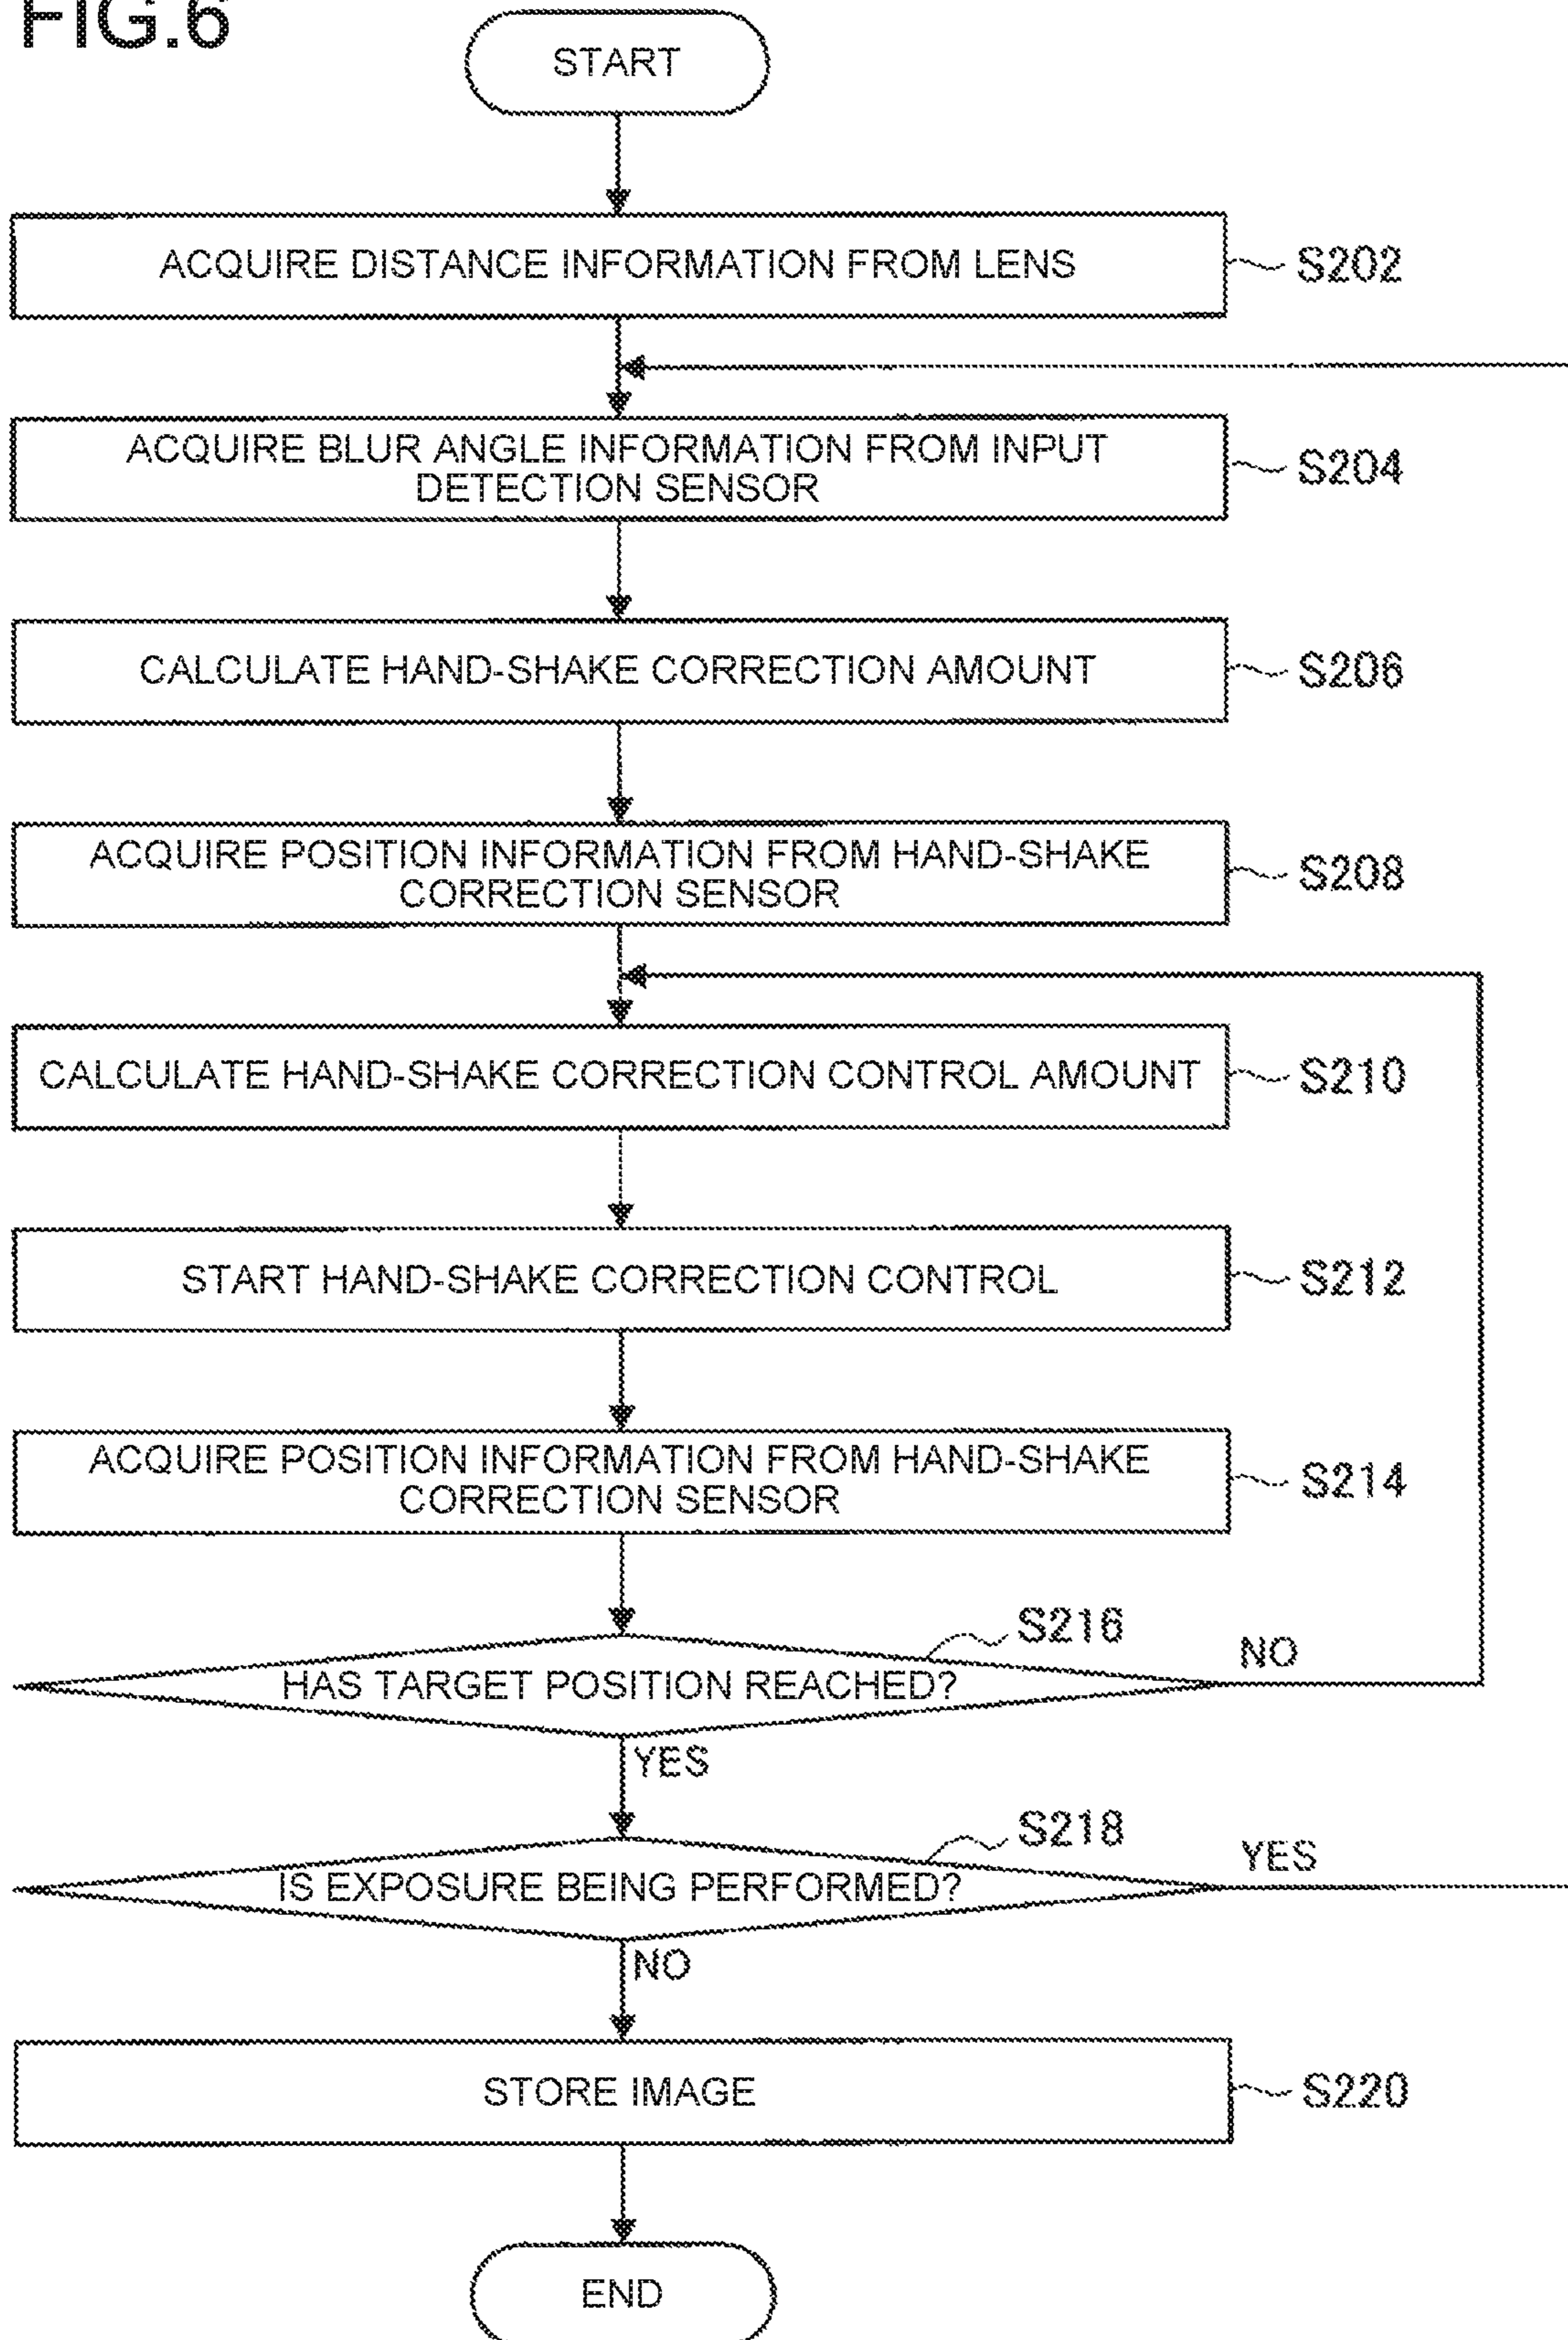 FIG.6
START
ACQUIRE DISTANCE INFORMATION FROM LENS
S202
ACQUIRE BLUR ANGLE INFORMATION FROM INPUT
DETECTION SENSOR
S204
CALCULATE HAND-SHAKE CORRECTION AMOUNT
S206
ACQUIRE POSITION INFORMATION FROM HAND-SHAKE
CORRECTION SENSOR
S208
CALCULATE HAND-SHAKE CORRECTION CONTROL AMOUNT
S210
START HAND-SHAKE CORRECTION CONTROL
S212
ACQUIRE POSITION INFORMATION FROM HAND-SHAKE
CORRECTION SENSOR
S214
S216
HAS TARGET POSITION REACHED?
NO
YES
S218
IS EXPOSURE BEING PERFORMED?
YES
NO
STORE IMAGE
S220
END